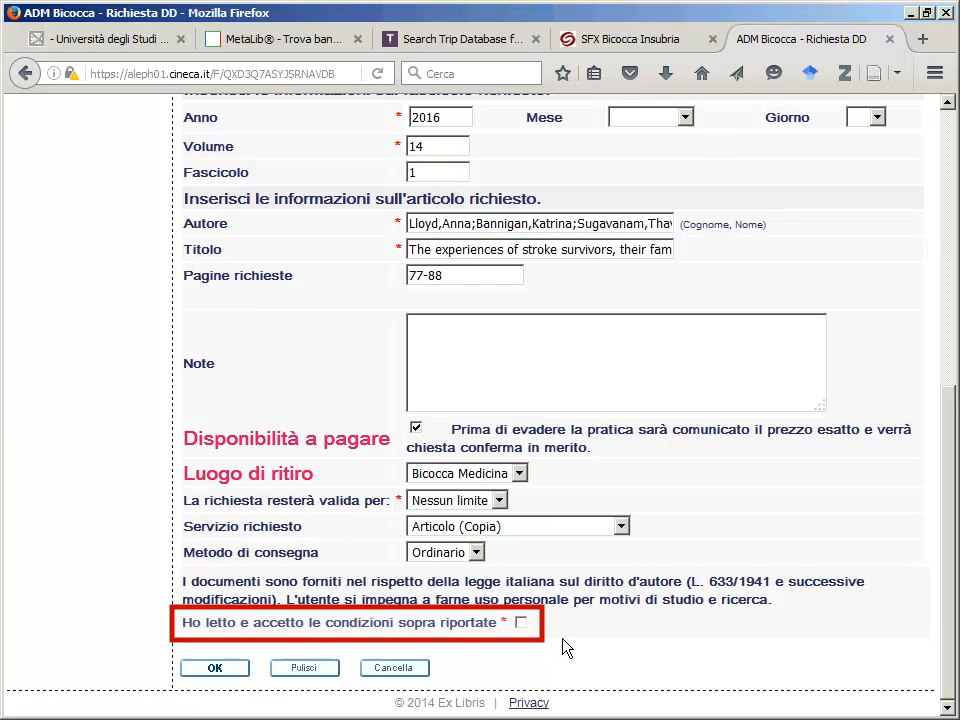 ADM Bicocca - Richiesta DD - Mozilla Firefox
- Università degli Studi ...
MetaLib® - Trova ban...
T Search Trip Database f...
SFX Bicocca Insubria
ADM Bicocca - Richiesta DD
https://aleph01.cineca.it/F/QXD3Q7ASYJSRNAVDB
Cerca
Z
Inserisci le informazioni sul fascicolo richiesto.
Anno * 2016 Mese Giorno
Volume * 14
Fascicolo 1
Inserisci le informazioni sull'articolo richiesto.
Autore * Lloyd,Anna;Bannigan,Katrina;Sugavanam,Thav (Cognome, Nome)
Titolo * The experiences of stroke survivors, their fam
Pagine richieste 77-88
Note
Disponibilità a pagare Prima di evadere la pratica sarà comunicato il prezzo esatto e verrà
chiesta conferma in merito.
Luogo di ritiro Bicocca Medicina
La richiesta resterà valida per: * Nessun limite
Servizio richiesto Articolo (Copia)
Metodo di consegna Ordinario
I documenti sono forniti nel rispetto della legge italiana sul diritto d'autore (L. 633/1941 e successive
modificazioni). L'utente si impegna a farne uso personale per motivi di studio e ricerca.
Ho letto e accetto le condizioni sopra riportate *
OK Pulisci Cancella
© 2014 Ex Libris | Privacy